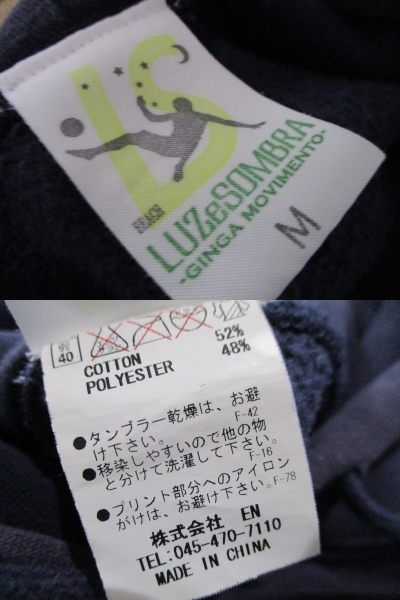 LS
BEACH
LUZeSOMBRA
-GINGA MOVIMENTO-
M
40
COTTON 52%
POLYESTER 48%
●タンブラー乾燥は、お避
け下さい。 F-42
●移染しやすいので他の物
と分けて洗濯して下さい。
F-16
●プリント部分へのアイロン
がけは、お避け下さい。F-78
株式会社 EN
TEL:045-470-7110
MADE IN CHINA